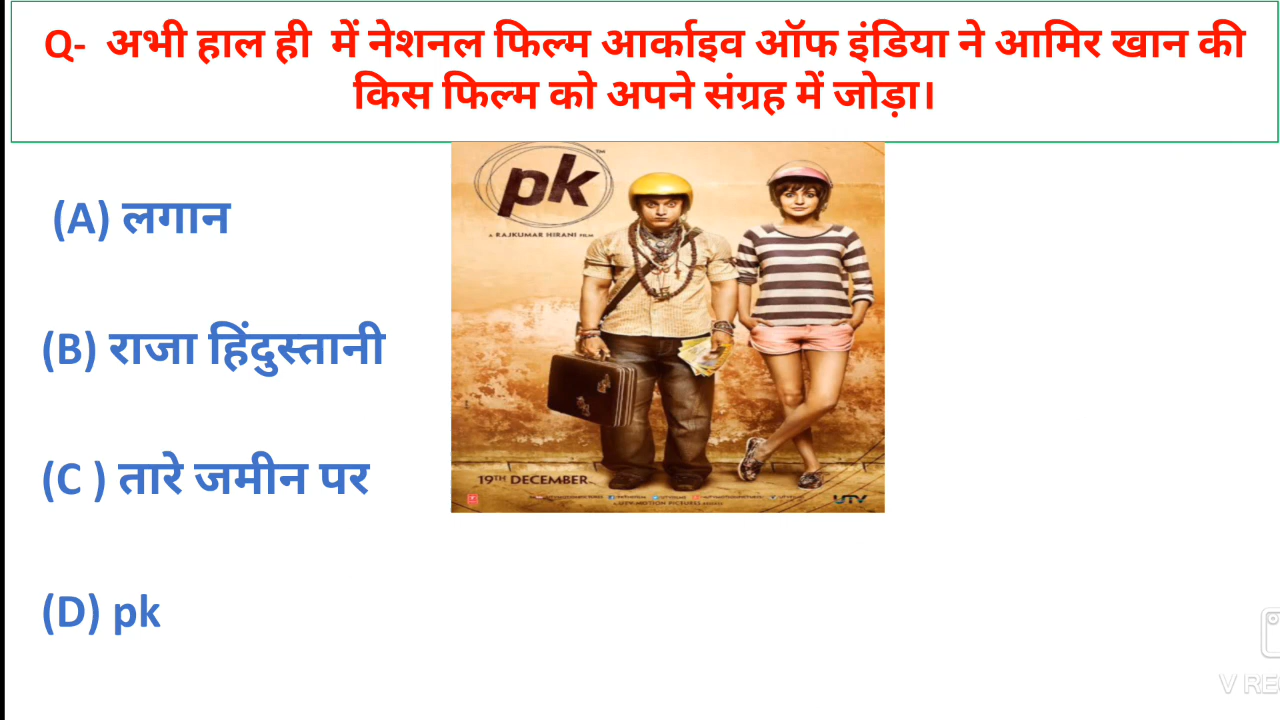 Q- अभी हाल ही में नेशनल फिल्म आर्काइव ऑफ इंडिया ने आमिर खान की
किस फिल्म को अपने संग्रह में जोड़ा।
(A) लगान
(B) राजा हिंदुस्तानी
(C ) तारे जमीन पर
(D) pk
pk
A RAJKUMAR HIRANI FILM
19TH DECEMBER
UTV
V REC